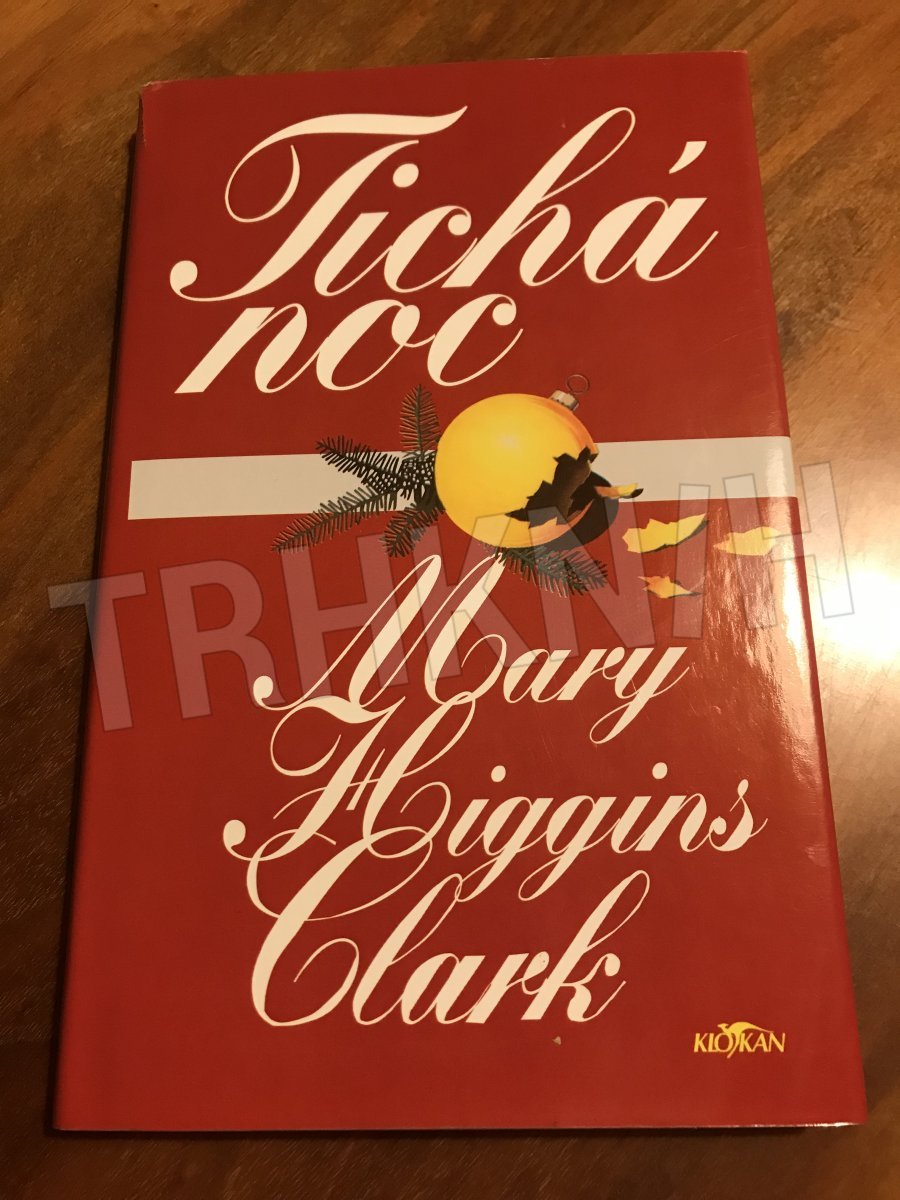 Tichá
noc
TRHKNIH
Mary
Higgins
Clark
KLOKAN